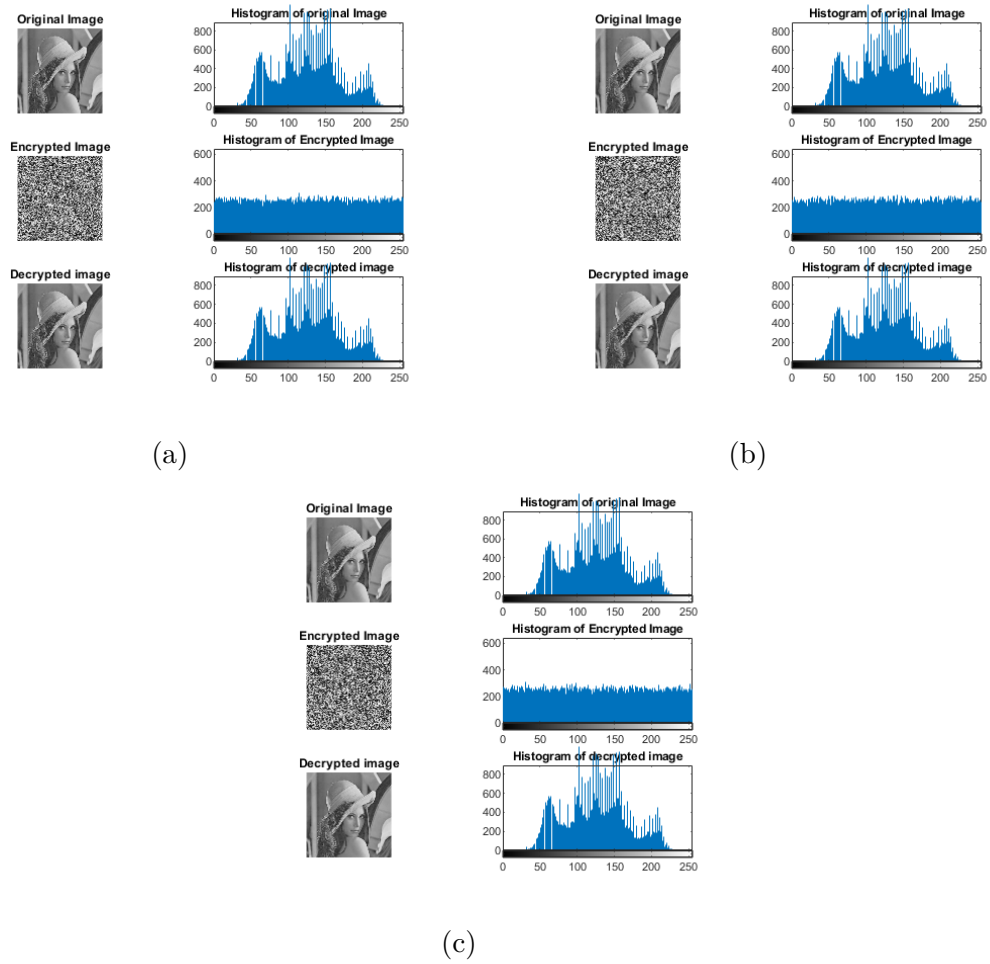 Original Image
Histogram of original Image
800
600
400
200
0
0 50 100 150 200 250
Encrypted Image
Histogram of Encrypted Image
600
400
200
0
0 50 100 150 200 250
Decrypted image
Histogram of decrypted image
800
600
400
200
0
0 50 100 150 200 250
(a)
Original Image
Histogram of original Image
800
600
400
200
0
0 50 100 150 200 250
Encrypted Image
Histogram of Encrypted Image
600
400
200
0
0 50 100 150 200 250
Decrypted image
Histogram of decrypted image
800
600
400
200
0
0 50 100 150 200 250
(b)
Original Image
Histogram of original Image
800
600
400
200
0
0 50 100 150 200 250
Encrypted Image
Histogram of Encrypted Image
600
400
200
0
0 50 100 150 200 250
Decrypted image
Histogram of decrypted image
800
600
400
200
0
0 50 100 150 200 250
(c)